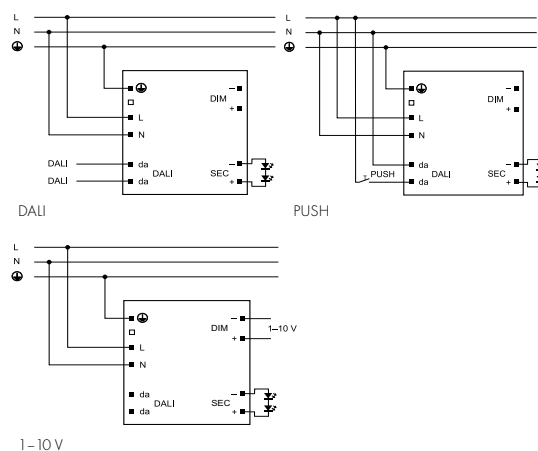 L
N
DIM
−
+
L
N
DALI
DALI
da
da
DALI
SEC
−
+
DALI
L
N
DIM
−
+
L
N
PUSH
da
da
DALI
SEC
−
+
PUSH
L
N
DIM
−
+
1–10 V
L
N
da
da
DALI
SEC
−
+
1–10 V